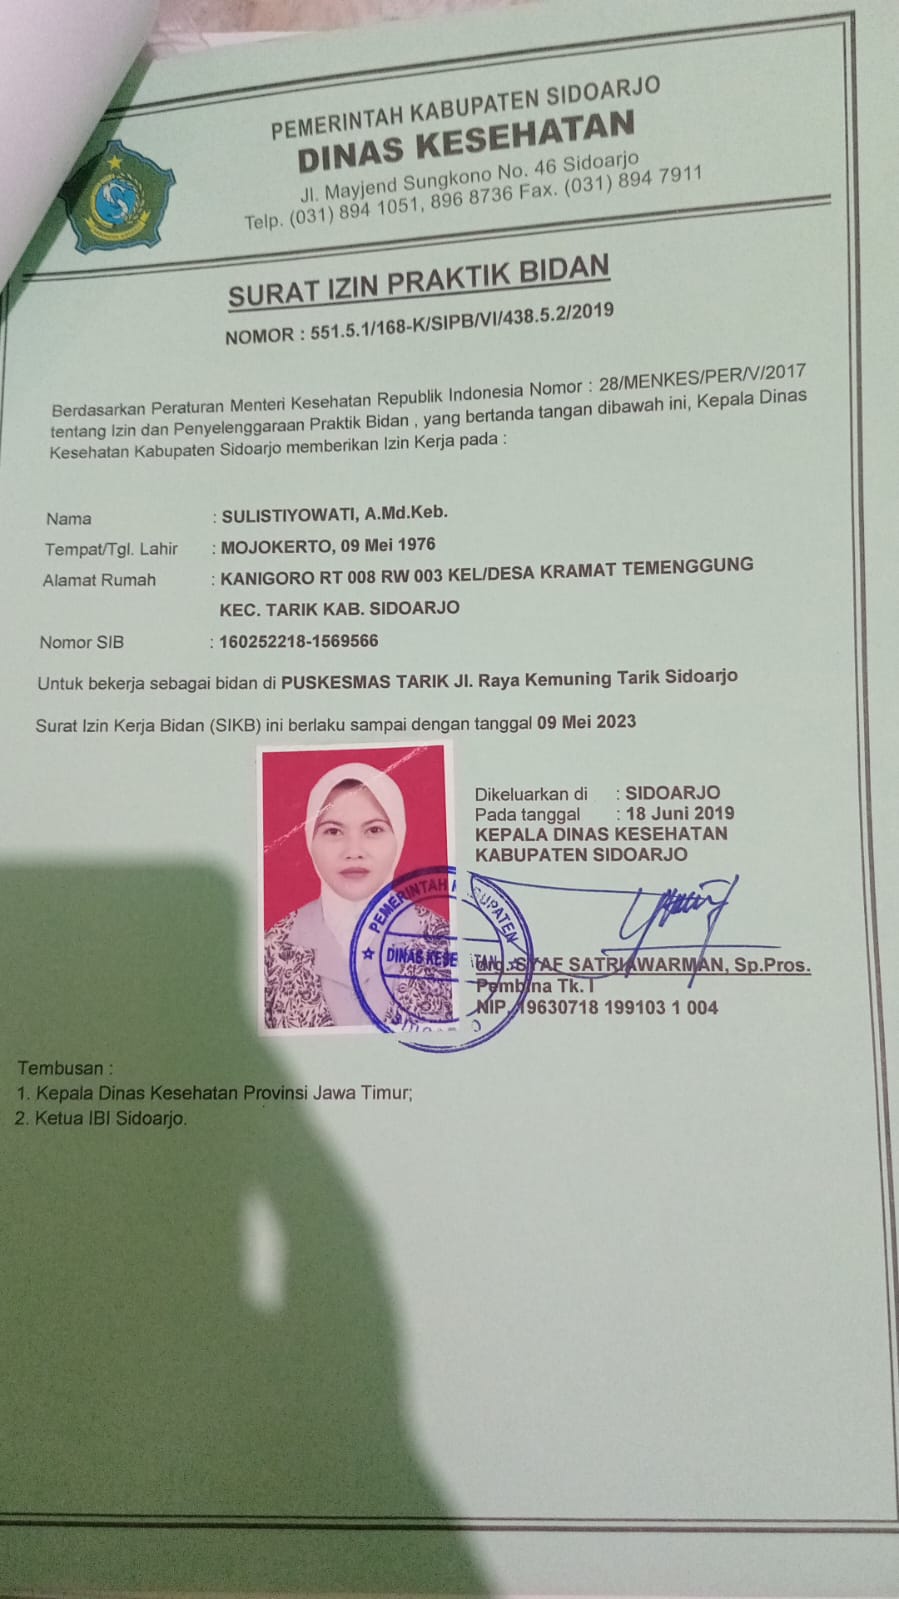 PEMERINTAH KABUPATEN SIDOARJO
DINAS KESEHATAN
Jl. Mayjend Sungkono No. 46 Sidoarjo
Telp. (031) 894 1051, 896 8736 Fax. (031) 894 7911
SURAT IZIN PRAKTIK BIDAN
NOMOR : 551.5.1/168-K/SIPB/VI/438.5.2/2019
Berdasarkan Peraturan Menteri Kesehatan Republik Indonesia Nomor : 28/MENKES/PER/V/2017
tentang Izin dan Penyelenggaraan Praktik Bidan , yang bertanda tangan dibawah ini, Kepala Dinas
Kesehatan Kabupaten Sidoarjo memberikan Izin Kerja pada :
Nama : SULISTIYOWATI, A.Md.Keb.
Tempat/Tgl. Lahir : MOJOKERTO, 09 Mei 1976
Alamat Rumah : KANIGORO RT 008 RW 003 KEL/DESA KRAMAT TEMENGGUNG
KEC. TARIK KAB. SIDOARJO
Nomor SIB : 160252218-1569566
Untuk bekerja sebagai bidan di PUSKESMAS TARIK Jl. Raya Kemuning Tarik Sidoarjo
Surat Izin Kerja Bidan (SIKB) ini berlaku sampai dengan tanggal 09 Mei 2023
Dikeluarkan di : SIDOARJO
Pada tanggal : 18 Juni 2019
KEPALA DINAS KESEHATAN
KABUPATEN SIDOARJO
PEMERINTAH KABUPATEN
DINAS KESEHATAN
drg. SYAF SATRIAWARMAN, Sp.Pros.
Pembina Tk. I
NIP. 19630718 199103 1 004
Tembusan :
1. Kepala Dinas Kesehatan Provinsi Jawa Timur;
2. Ketua IBI Sidoarjo.